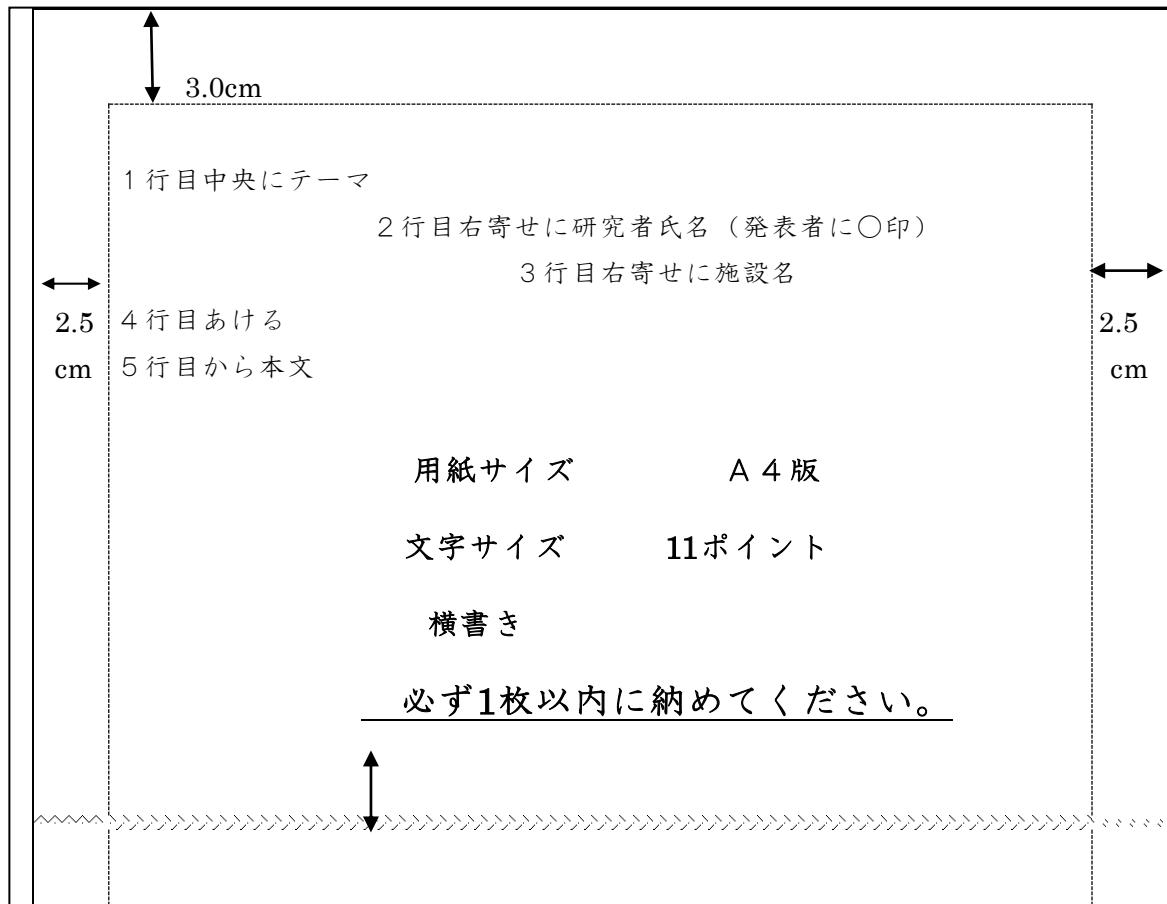 3.0cm
1行目中央にテーマ
2行目右寄せに研究者氏名（発表者に○印）
3行目右寄せに施設名
2.5
cm
4行目あける
5行目から本文
2.5
cm
用紙サイズ A4版
文字サイズ 11ポイント
横書き
必ず1枚以内に納めてください。